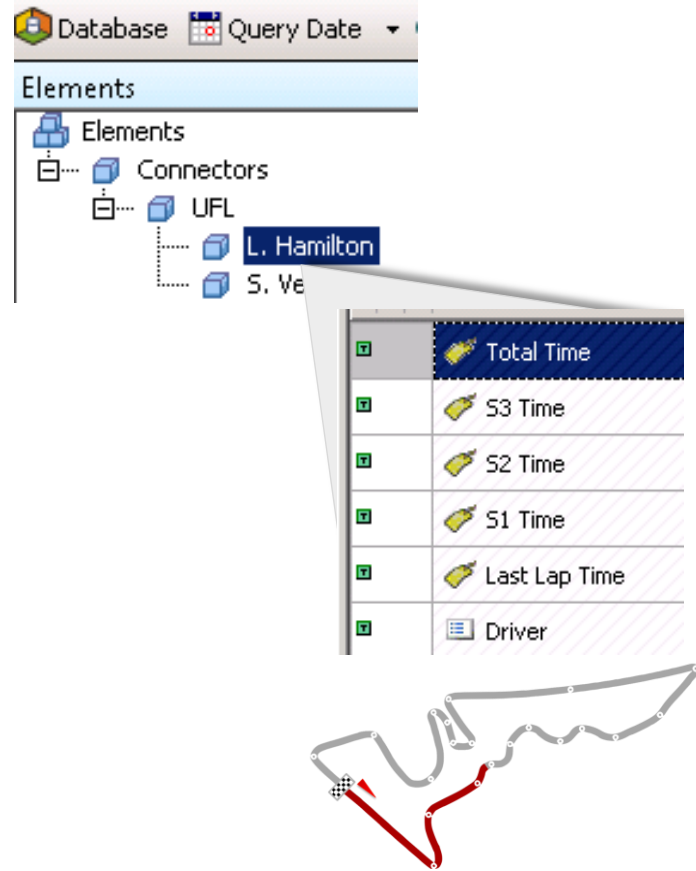 Database Query Date
Elements
Elements
Connectors
UFL
L. Hamilton
S. Ve
Total Time
S3 Time
S2 Time
S1 Time
Last Lap Time
Driver